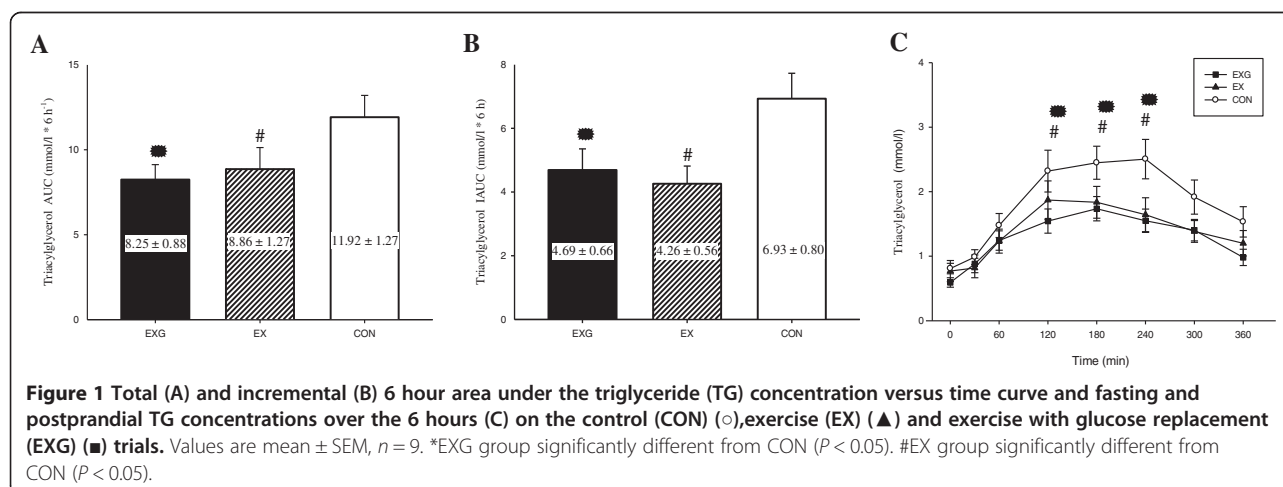 A
Triacylglycerol AUC (mmol/l * 6 h⁻¹)
15
10
5
0
#
8.25 ± 0.88
8.86 ± 1.27
11.92 ± 1.27
EXG
EX
CON
B
Triacylglycerol IAUC (mmol/l * 6 h)
8
6
4
2
0
#
4.69 ± 0.66
4.26 ± 0.56
6.93 ± 0.80
EXG
EX
CON
C
Triacylglycerol (mmol/l)
4
3
2
1
0
EXG
EX
CON
# # #
0 60 120 180 240 300 360
Time (min)
Figure 1 Total (A) and incremental (B) 6 hour area under the triglyceride (TG) concentration versus time curve and fasting and
postprandial TG concentrations over the 6 hours (C) on the control (CON) (○),exercise (EX) (▲) and exercise with glucose replacement
(EXG) (■) trials. Values are mean ± SEM, n = 9. *EXG group significantly different from CON (P < 0.05). #EX group significantly different from
CON (P < 0.05).